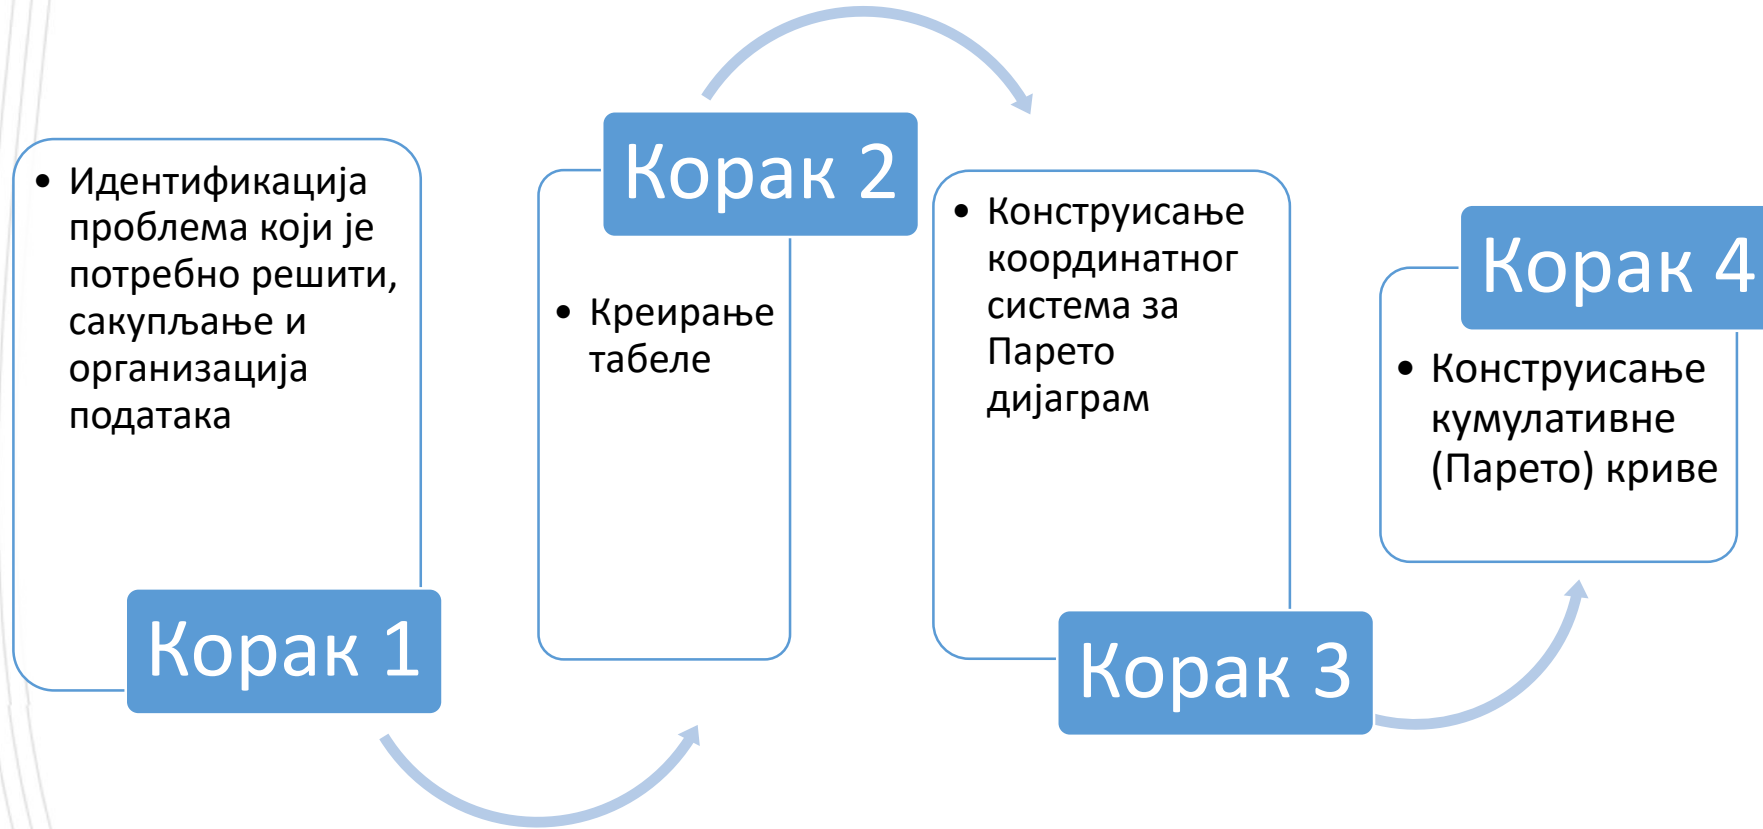 • Идентификација
проблема који је
потребно решити,
сакупљање и
организација
података
Корак 1
Корак 2
• Креирање
табеле
• Конструисање
координатног
система за
Парето
дијаграм
Корак 3
Корак 4
• Конструисање
кумулативне
(Парето) криве